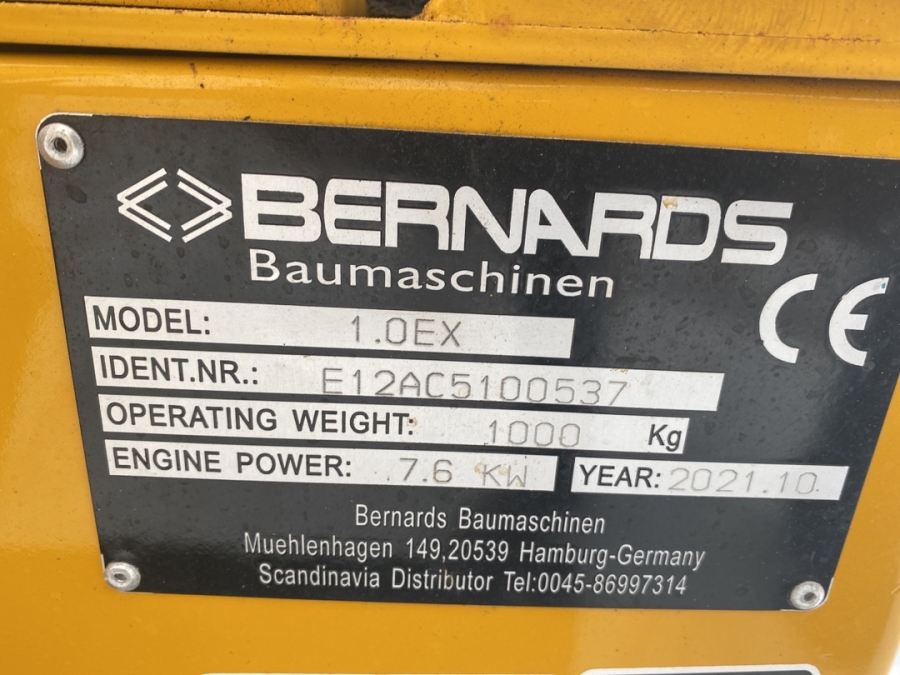 BERNARDS
Baumaschinen
CE
MODEL: 1.0EX
IDENT.NR.: E12AC5100537
OPERATING WEIGHT: 1000 Kg
ENGINE POWER: 7.6 KW YEAR: 2021.10
Bernards Baumaschinen
Muehlenhagen 149,20539 Hamburg-Germany
Scandinavia Distributor Tel:0045-86997314